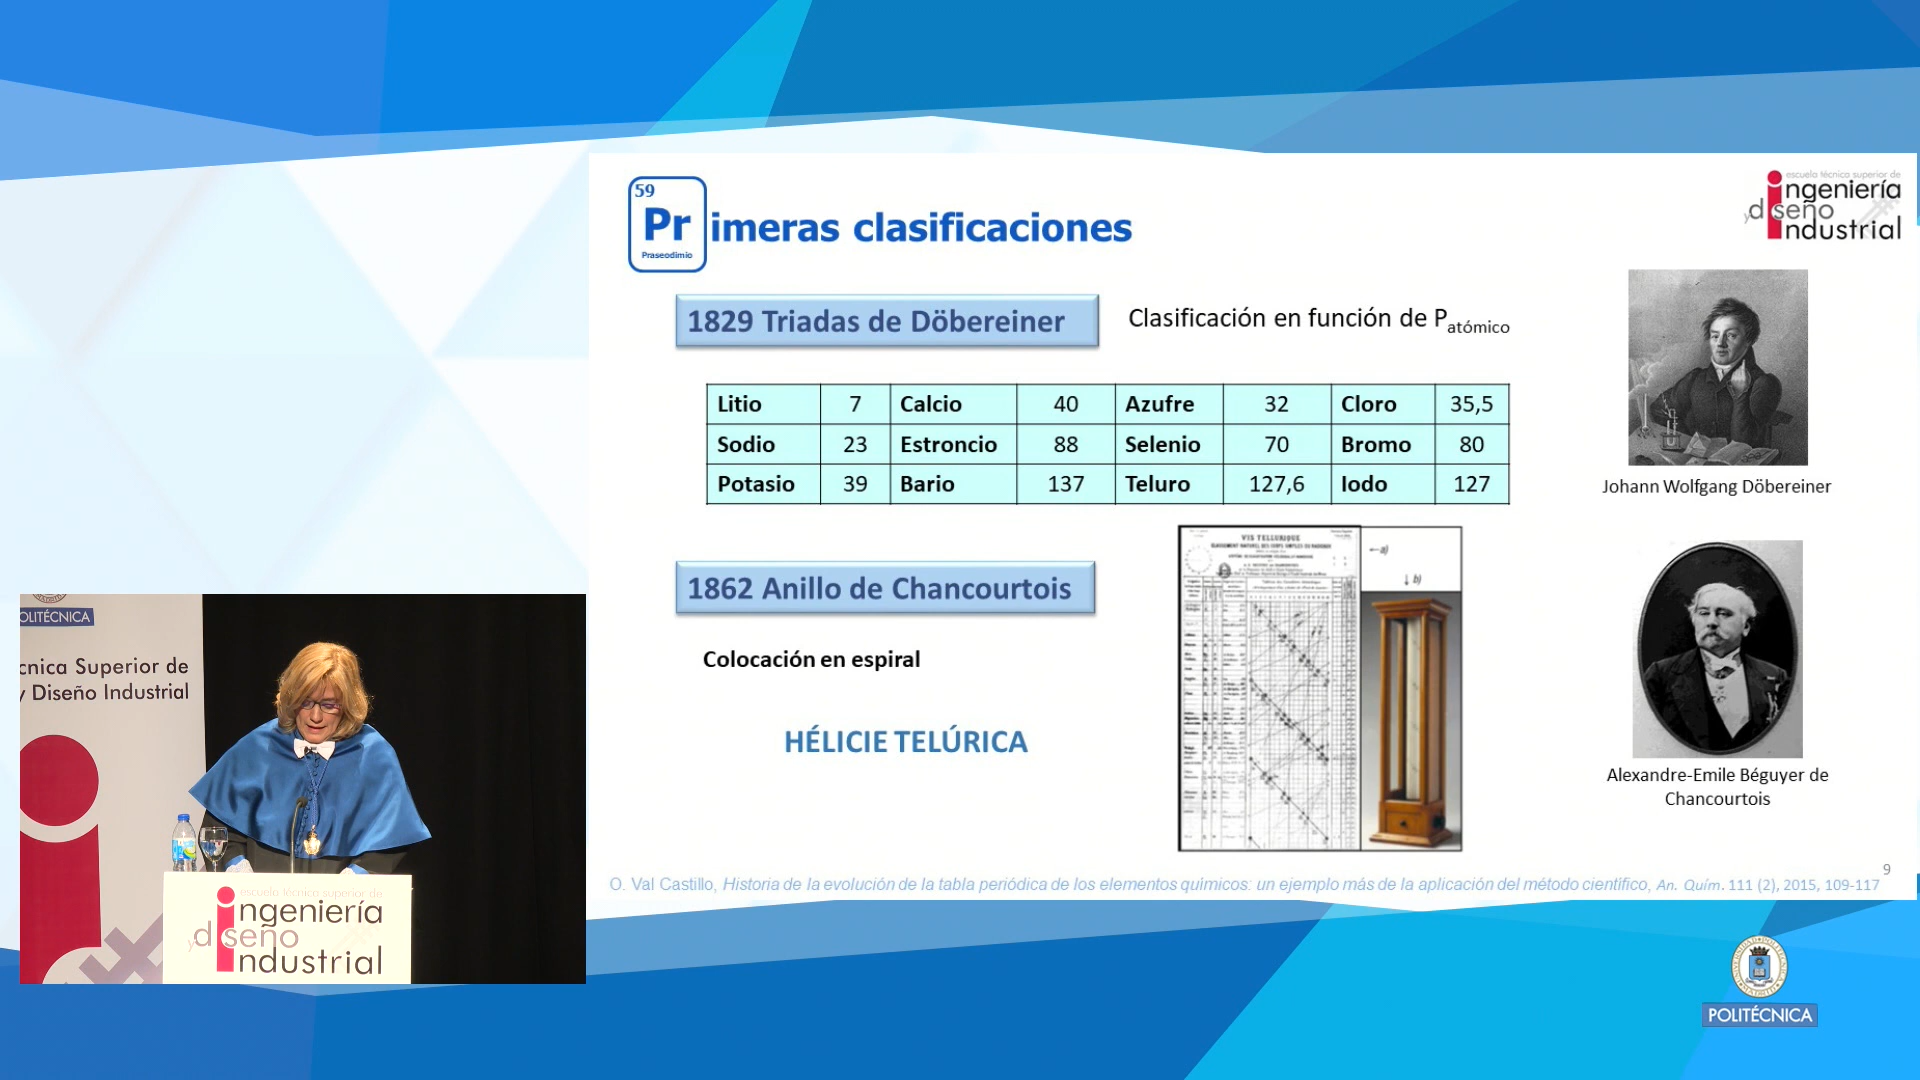 59
Pr
Praseodimio
imeras clasificaciones
escuela técnica superior de
ingeniería
y diseño
industrial
1829 Triadas de Döbereiner
Clasificación en función de Patómico
Litio 7 Calcio 40 Azufre 32 Cloro 35,5
Sodio 23 Estroncio 88 Selenio 70 Bromo 80
Potasio 39 Bario 137 Teluro 127,6 Iodo 127
Johann Wolfgang Döbereiner
1862 Anillo de Chancourtois
Colocación en espiral
HÉLICIE TELÚRICA
VIS TELLURIQUE
←a)
↓ b)
Alexandre-Emile Béguyer de
Chancourtois
O. Val Castillo, Historia de la evolución de la tabla periódica de los elementos químicos: un ejemplo más de la aplicación del método científico, An. Quím. 111 (2), 2015, 109-117
9
OLITÉCNICA
cnica Superior de
y Diseño Industrial
escuela técnica superior de
ingeniería
y diseño
industrial
POLITÉCNICA